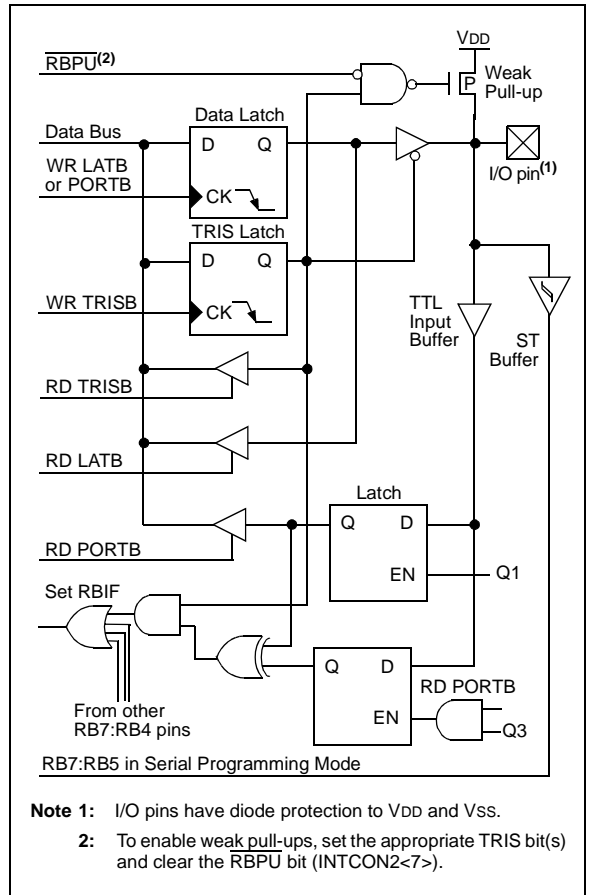 VDD
RBPU(2)
P
Weak
Pull-up
Data Latch
Data Bus
D Q
I/O pin(1)
WR LATB
or PORTB
CK
TRIS Latch
D Q
WR TRISB
CK
TTL
Input
Buffer
ST
Buffer
RD TRISB
RD LATB
Latch
Q D
RD PORTB
EN
Q1
Set RBIF
Q D
RD PORTB
EN
Q3
From other
RB7:RB4 pins
RB7:RB5 in Serial Programming Mode
Note 1: I/O pins have diode protection to VDD and VSS.
2: To enable weak pull-ups, set the appropriate TRIS bit(s)
and clear the RBPU bit (INTCON2<7>).